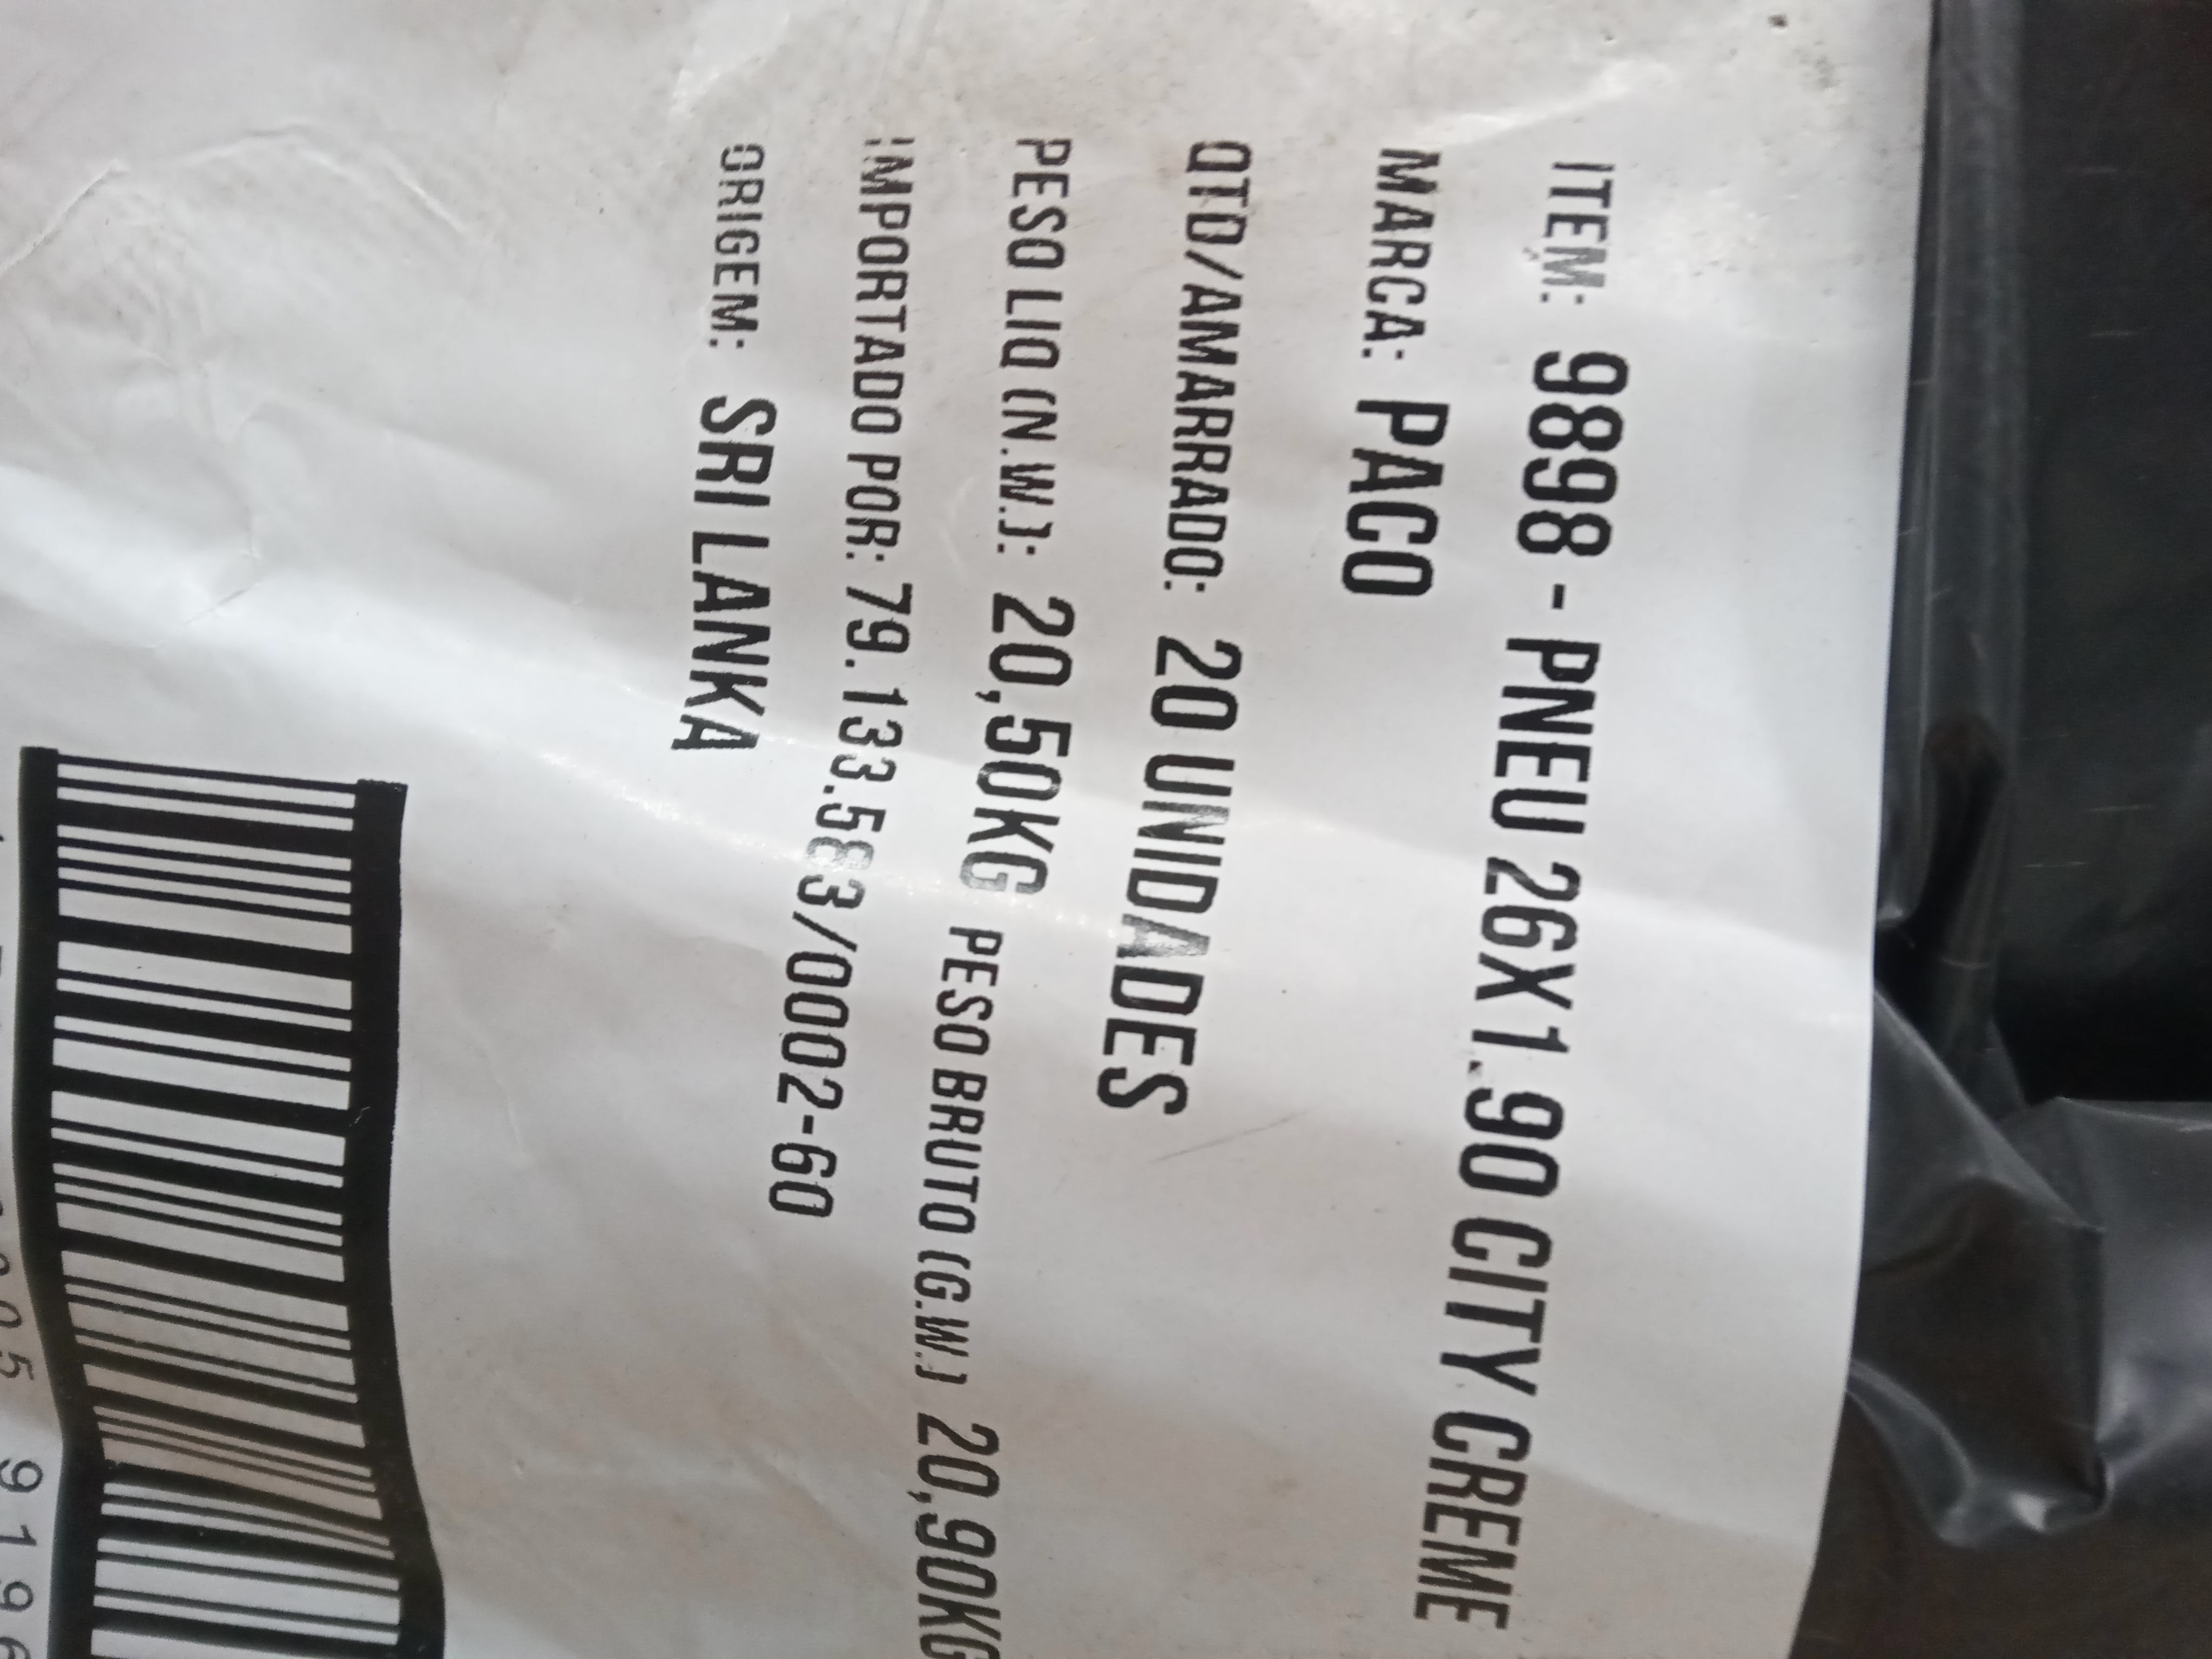 ITEM: 9898 - PNEU 26X1.90 CITY CREME
MARCA: PACO
QTD/AMARRADO: 20 UNIDADES
PESO LIQ (N.W.): 20,50KG PESO BRUTO (G.W.) 20,90KG
IMPORTADO POR: 79.133.583/0002-60
ORIGEM: SRI LANKA